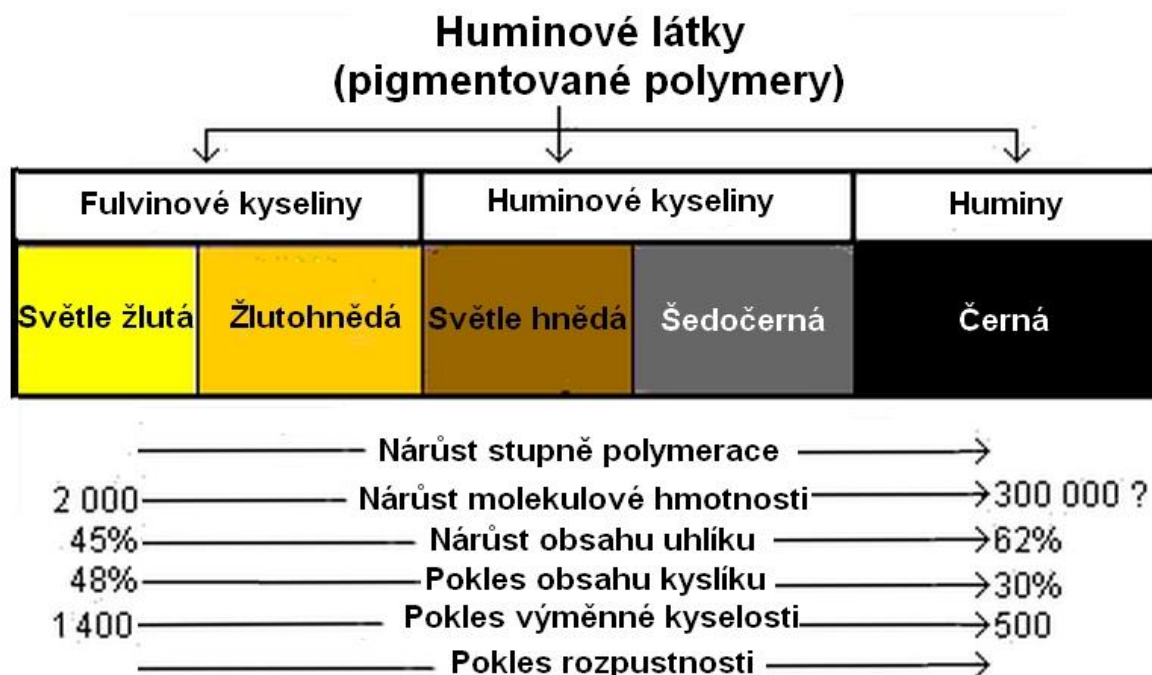 Huminové látky
(pigmentované polymery)
Fulvinové kyseliny Huminové kyseliny Huminy
Světle žlutá Žlutohnědá Světle hnědá Šedočerná Černá
Nárůst stupně polymerace
2 000 Nárůst molekulové hmotnosti 300 000 ?
45% Nárůst obsahu uhlíku 62%
48% Pokles obsahu kyslíku 30%
1 400 Pokles výměnné kyselosti 500
Pokles rozpustnosti